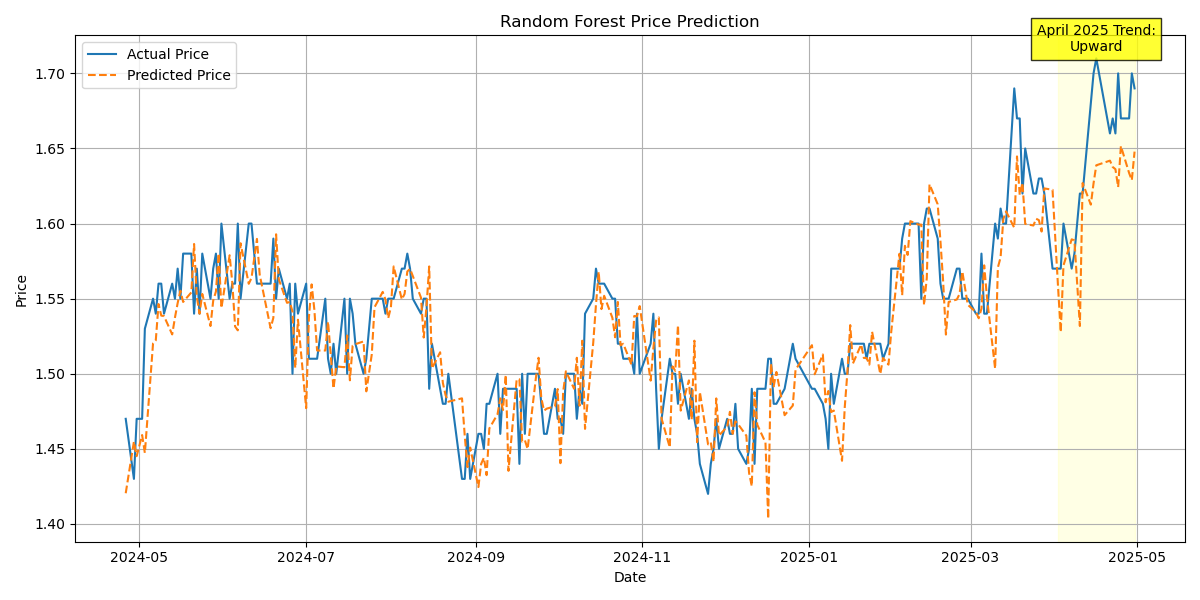 Random Forest Price Prediction
April 2025 Trend:
Upward
Actual Price
Predicted Price
Price
1.70
1.65
1.60
1.55
1.50
1.45
1.40
2024-05
2024-07
2024-09
2024-11
2025-01
2025-03
2025-05
Date